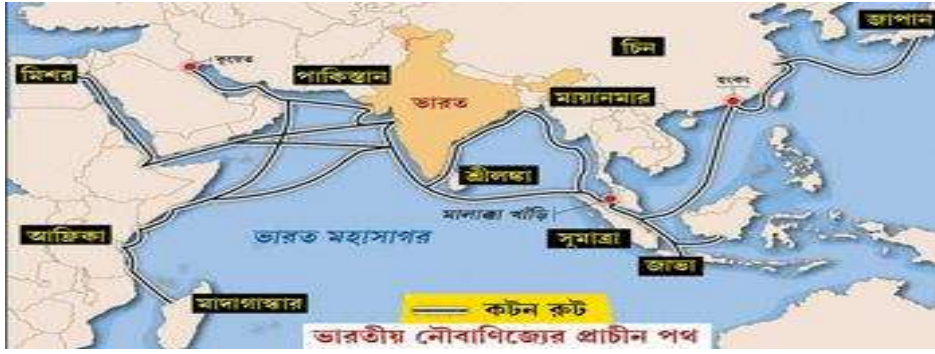 জাপান
চিন
মিশর
কুয়েত
পাকিস্তান
হংকং
ভারত
মায়ানমার
শ্রীলঙ্কা
মালাক্কা খাঁড়ি
আফ্রিকা
ভারত মহাসাগর
সুমাত্রা
জাভা
মাদাগাস্কার
কটন রুট
ভারতীয় নৌবাণিজ্যের প্রাচীন পথ